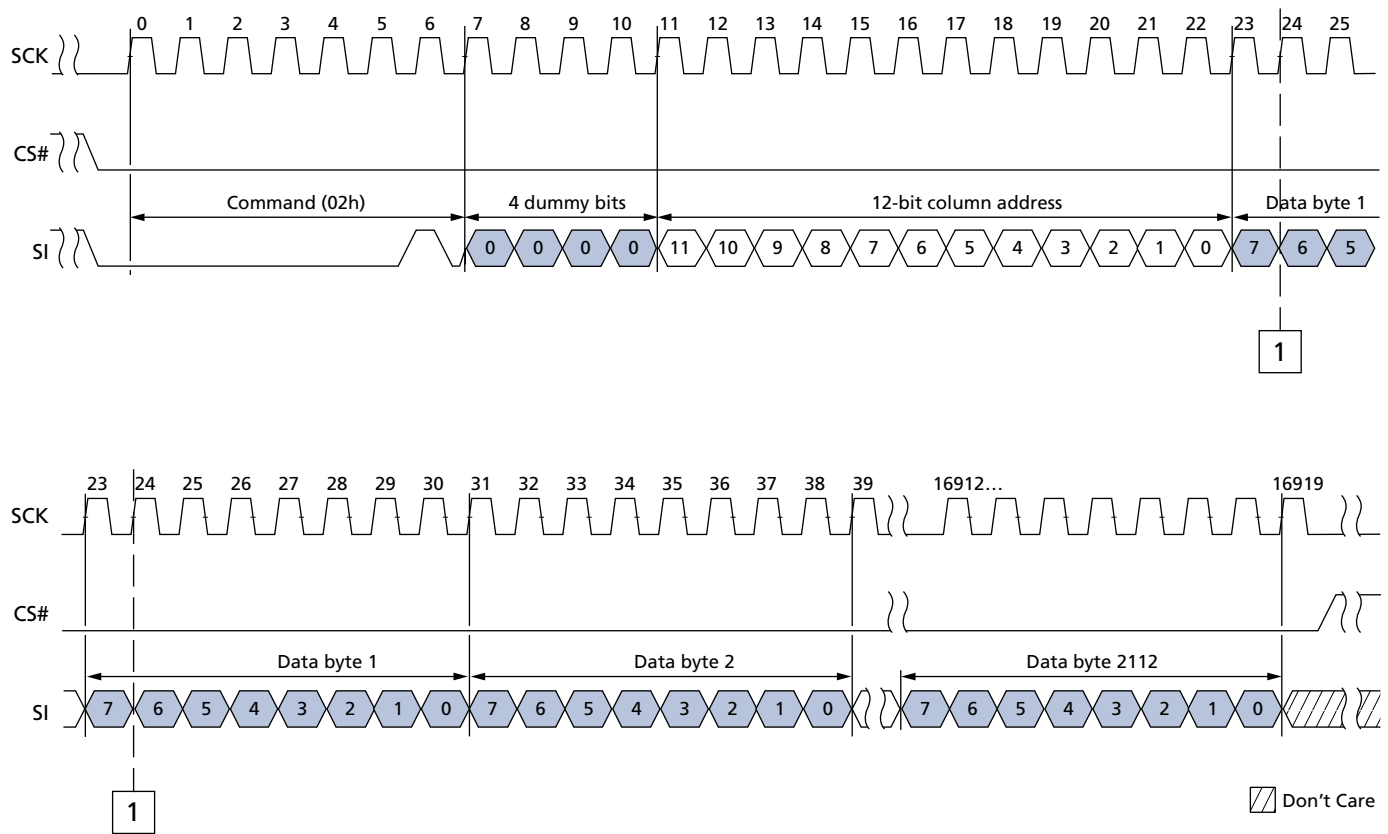 0 1 2 3 4 5 6 7 8 9 10 11 12 13 14 15 16 17 18 19 20 21 22 23 24 25
SCK
CS#
Command (02h) 4 dummy bits 12-bit column address Data byte 1
SI 0 0 0 0 11 10 9 8 7 6 5 4 3 2 1 0 7 6 5
1
23 24 25 26 27 28 29 30 31 32 33 34 35 36 37 38 39 16912... 16919
SCK
CS#
Data byte 1 Data byte 2 Data byte 2112
SI 7 6 5 4 3 2 1 0 7 6 5 4 3 2 1 0 7 6 5 4 3 2 1 0
1
Don't Care